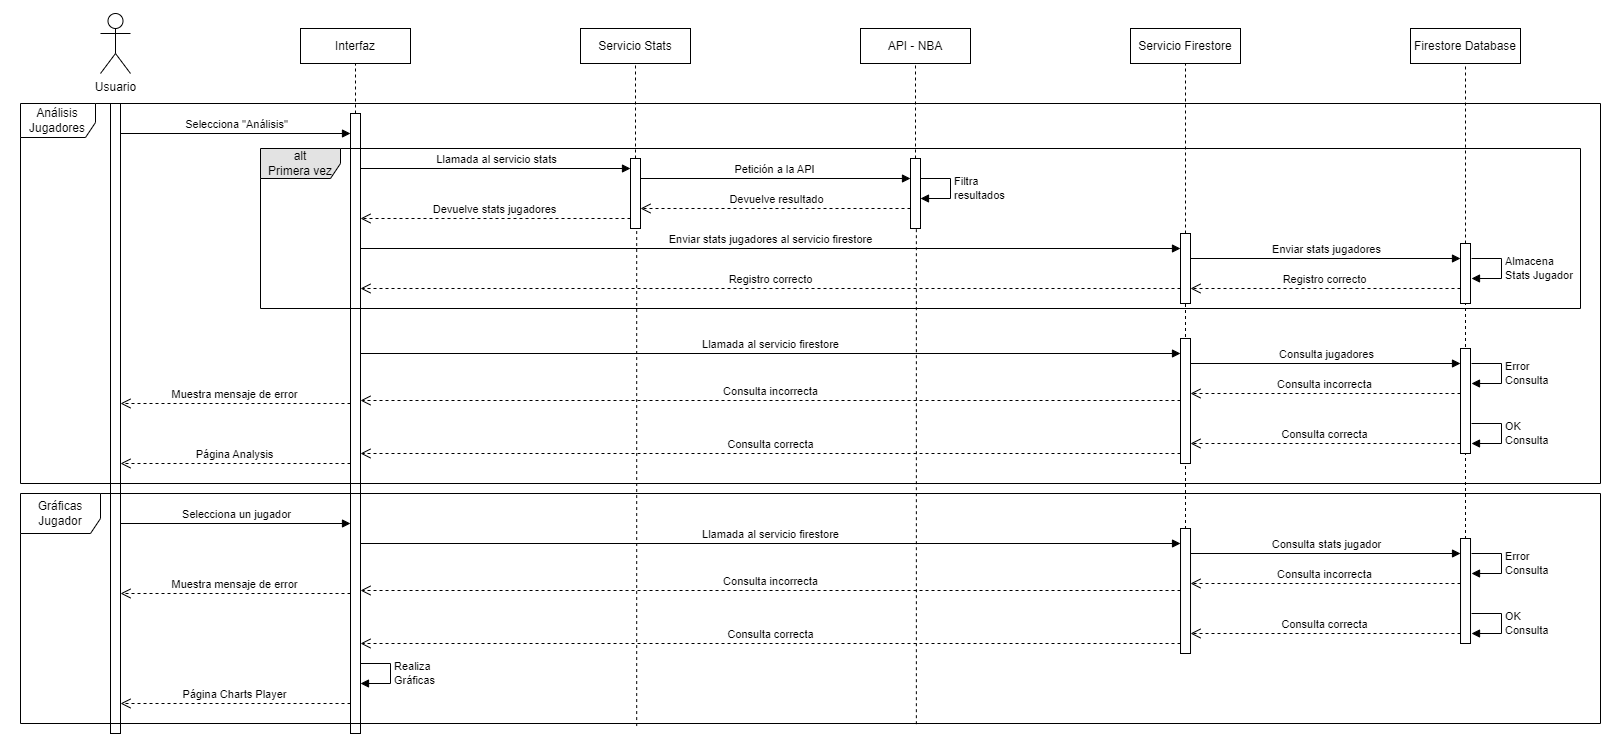 Usuario
Interfaz
Servicio Stats
API - NBA
Servicio Firestore
Firestore Database
Análisis
Jugadores
Selecciona "Análisis"
alt
Primera vez
Llamada al servicio stats
Petición a la API
Filtra
resultados
Devuelve resultado
Devuelve stats jugadores
Enviar stats jugadores al servicio firestore
Enviar stats jugadores
Almacena
Stats Jugador
Registro correcto
Registro correcto
Llamada al servicio firestore
Consulta jugadores
Error
Consulta
Consulta incorrecta
Consulta incorrecta
Muestra mensaje de error
OK
Consulta
Consulta correcta
Consulta correcta
Página Analysis
Gráficas
Jugador
Selecciona un jugador
Llamada al servicio firestore
Consulta stats jugador
Error
Consulta
Consulta incorrecta
Consulta incorrecta
Muestra mensaje de error
OK
Consulta
Consulta correcta
Consulta correcta
Realiza
Gráficas
Página Charts Player